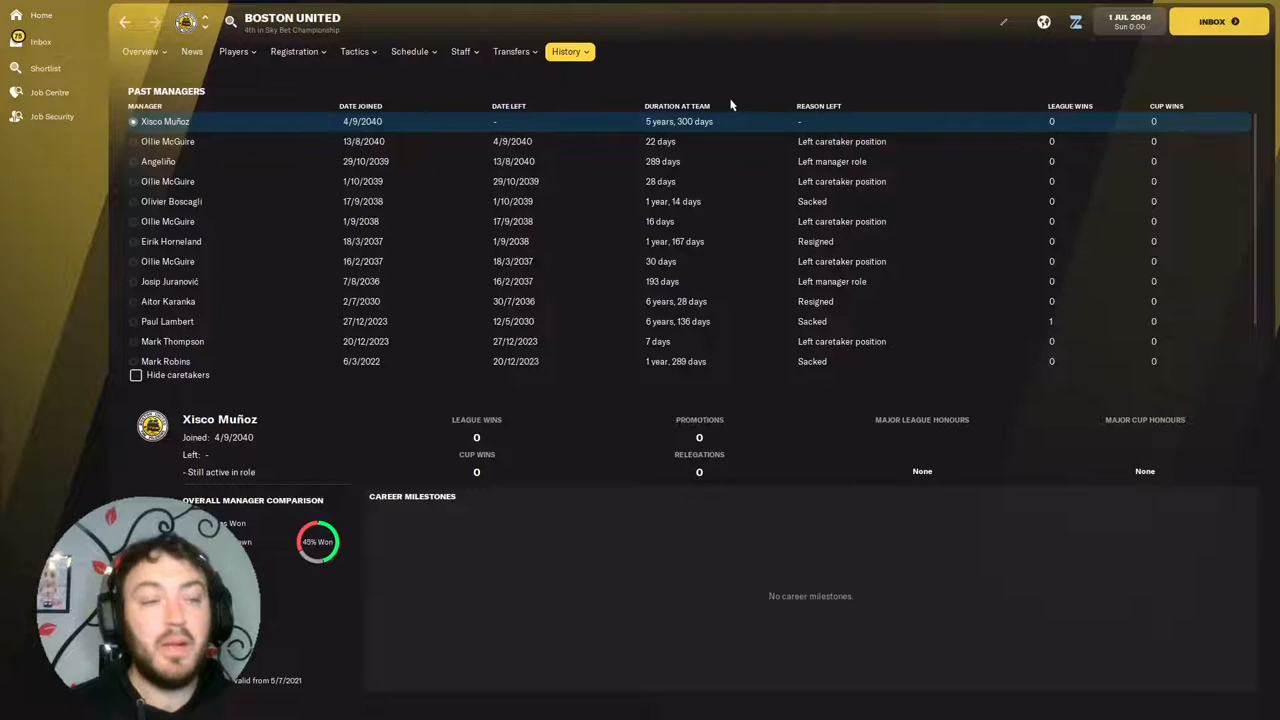 Home
BOSTON UNITED
4th in Sky Bet Championship
1 JUL 2046
Sun 0:00
INBOX
75
Inbox
Overview News Players Registration Tactics Schedule Staff Transfers History
Shortlist
Job Centre
Job Security
PAST MANAGERS
MANAGER DATE JOINED DATE LEFT DURATION AT TEAM REASON LEFT LEAGUE WINS CUP WINS
Xisco Muñoz 4/9/2040 - 5 years, 300 days - 0 0
Ollie McGuire 13/8/2040 4/9/2040 22 days Left caretaker position 0 0
Angeliño 29/10/2039 13/8/2040 289 days Left manager role 0 0
Ollie McGuire 1/10/2039 29/10/2039 28 days Left caretaker position 0 0
Olivier Boscagli 17/9/2038 1/10/2039 1 year, 14 days Sacked 0 0
Ollie McGuire 1/9/2038 17/9/2038 16 days Left caretaker position 0 0
Eirik Horneland 18/3/2037 1/9/2038 1 year, 167 days Resigned 0 0
Ollie McGuire 16/2/2037 18/3/2037 30 days Left caretaker position 0 0
Josip Juranović 7/8/2036 16/2/2037 193 days Left manager role 0 0
Aitor Karanka 2/7/2030 30/7/2036 6 years, 28 days Resigned 0 0
Paul Lambert 27/12/2023 12/5/2030 6 years, 136 days Sacked 1 0
Mark Thompson 20/12/2023 27/12/2023 7 days Left caretaker position 0 0
Mark Robins 6/3/2022 20/12/2023 1 year, 289 days Sacked 0 0
Hide caretakers
Xisco Muñoz
Joined: 4/9/2040
Left: -
- Still active in role
LEAGUE WINS PROMOTIONS MAJOR LEAGUE HONOURS MAJOR CUP HONOURS
0 0
CUP WINS RELEGATIONS
0 0 None None
OVERALL MANAGER COMPARISON
CAREER MILESTONES
Won
45% Won
No career milestones.
valid from 5/7/2021